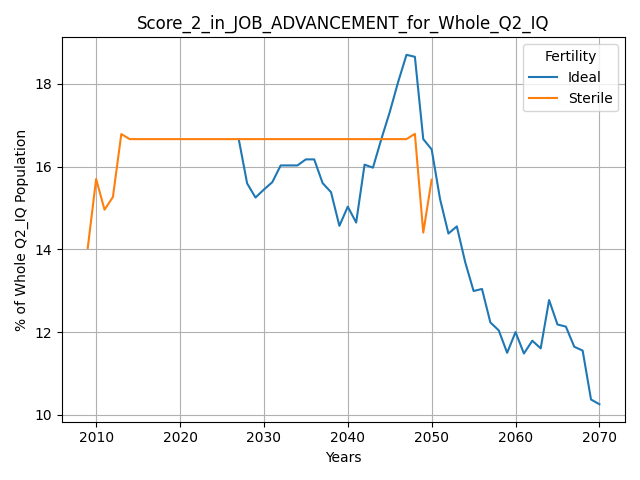 Score_2_in_JOB_ADVANCEMENT_for_Whole_Q2_IQ
% of Whole Q2_IQ Population
18
16
14
12
10
Fertility
Ideal
Sterile
2010 2020 2030 2040 2050 2060 2070
Years